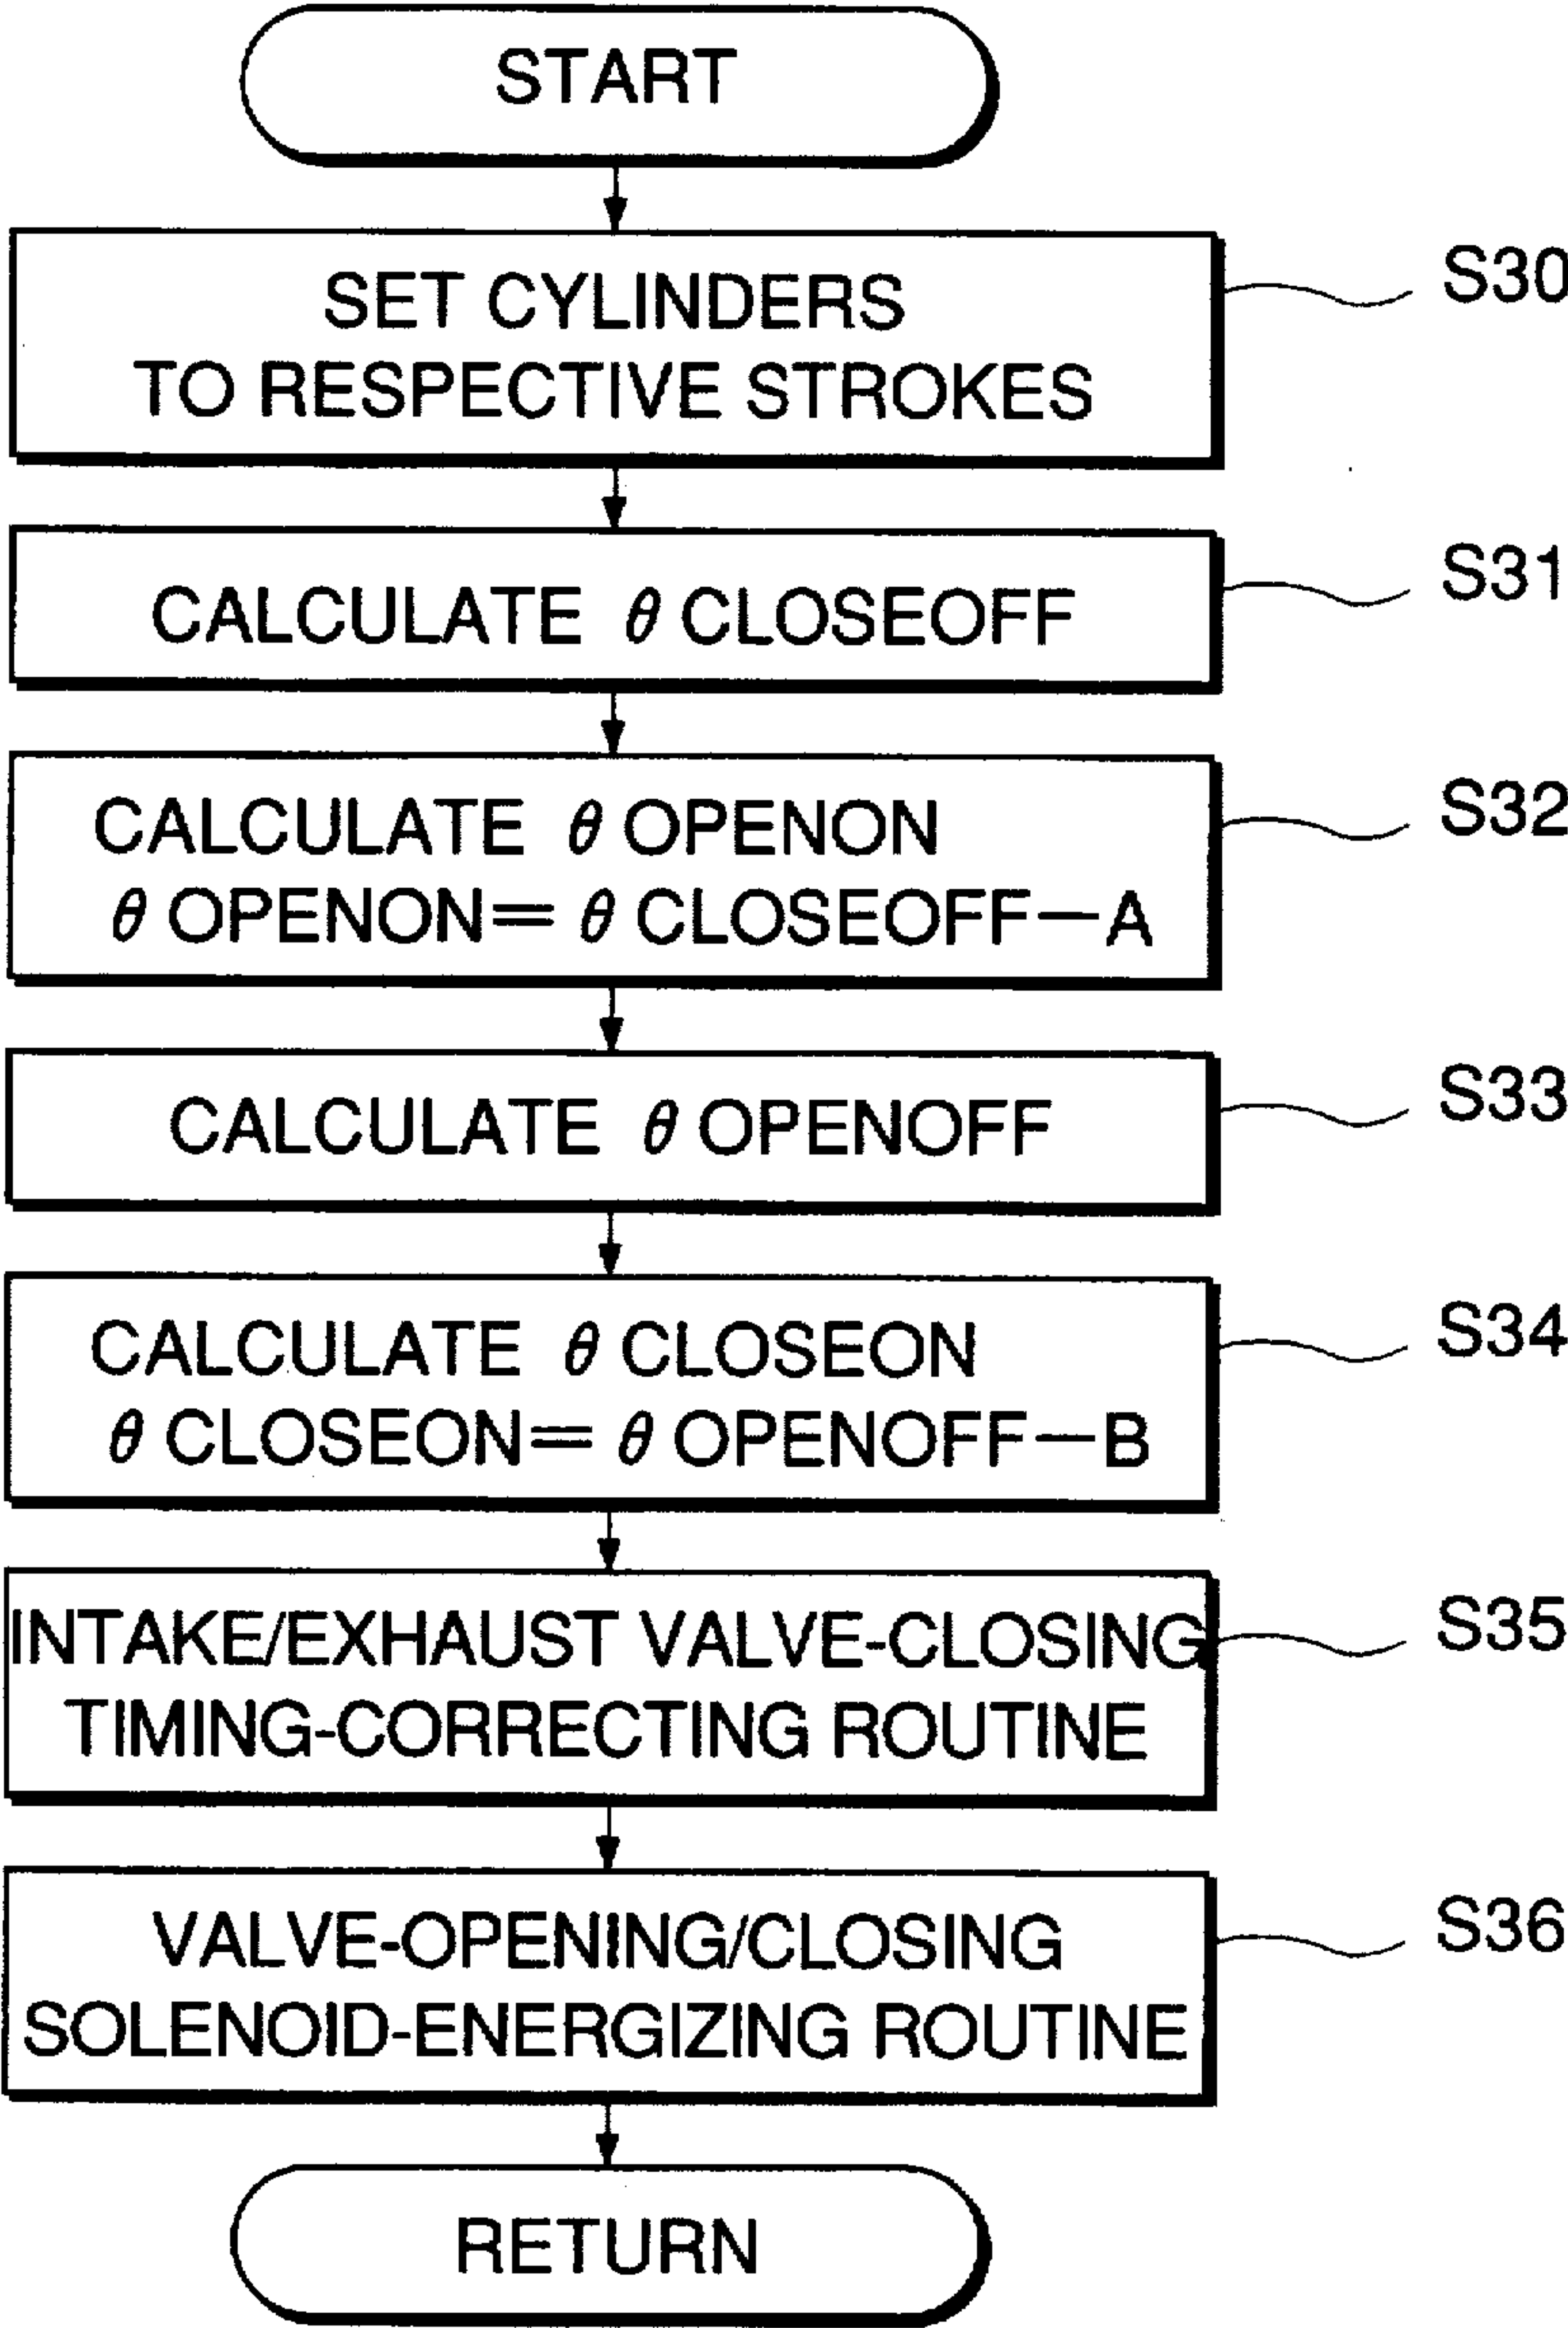 START
SET CYLINDERS
TO RESPECTIVE STROKES
S30
CALCULATE θ CLOSEOFF
S31
CALCULATE θ OPENON
θ OPENON= θ CLOSEOFF—A
S32
CALCULATE θ OPENOFF
S33
CALCULATE θ CLOSEON
θ CLOSEON= θ OPENOFF—B
S34
INTAKE/EXHAUST VALVE-CLOSING
TIMING-CORRECTING ROUTINE
S35
VALVE-OPENING/CLOSING
SOLENOID-ENERGIZING ROUTINE
S36
RETURN